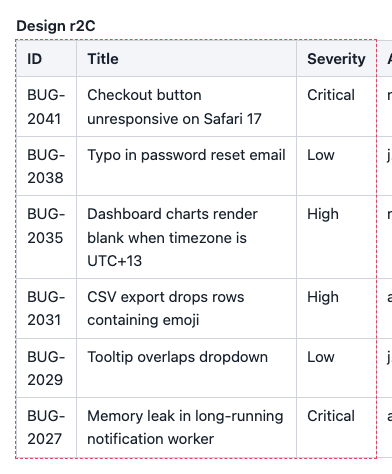 Design r2C
ID Title Severity A
BUG- Checkout button Critical
2041 unresponsive on Safari 17
BUG- Typo in password reset email Low j
2038
BUG- Dashboard charts render High
2035 blank when timezone is
UTC+13
BUG- CSV export drops rows High a
2031 containing emoji
BUG- Tooltip overlaps dropdown Low j
2029
BUG- Memory leak in long-running Critical a
2027 notification worker